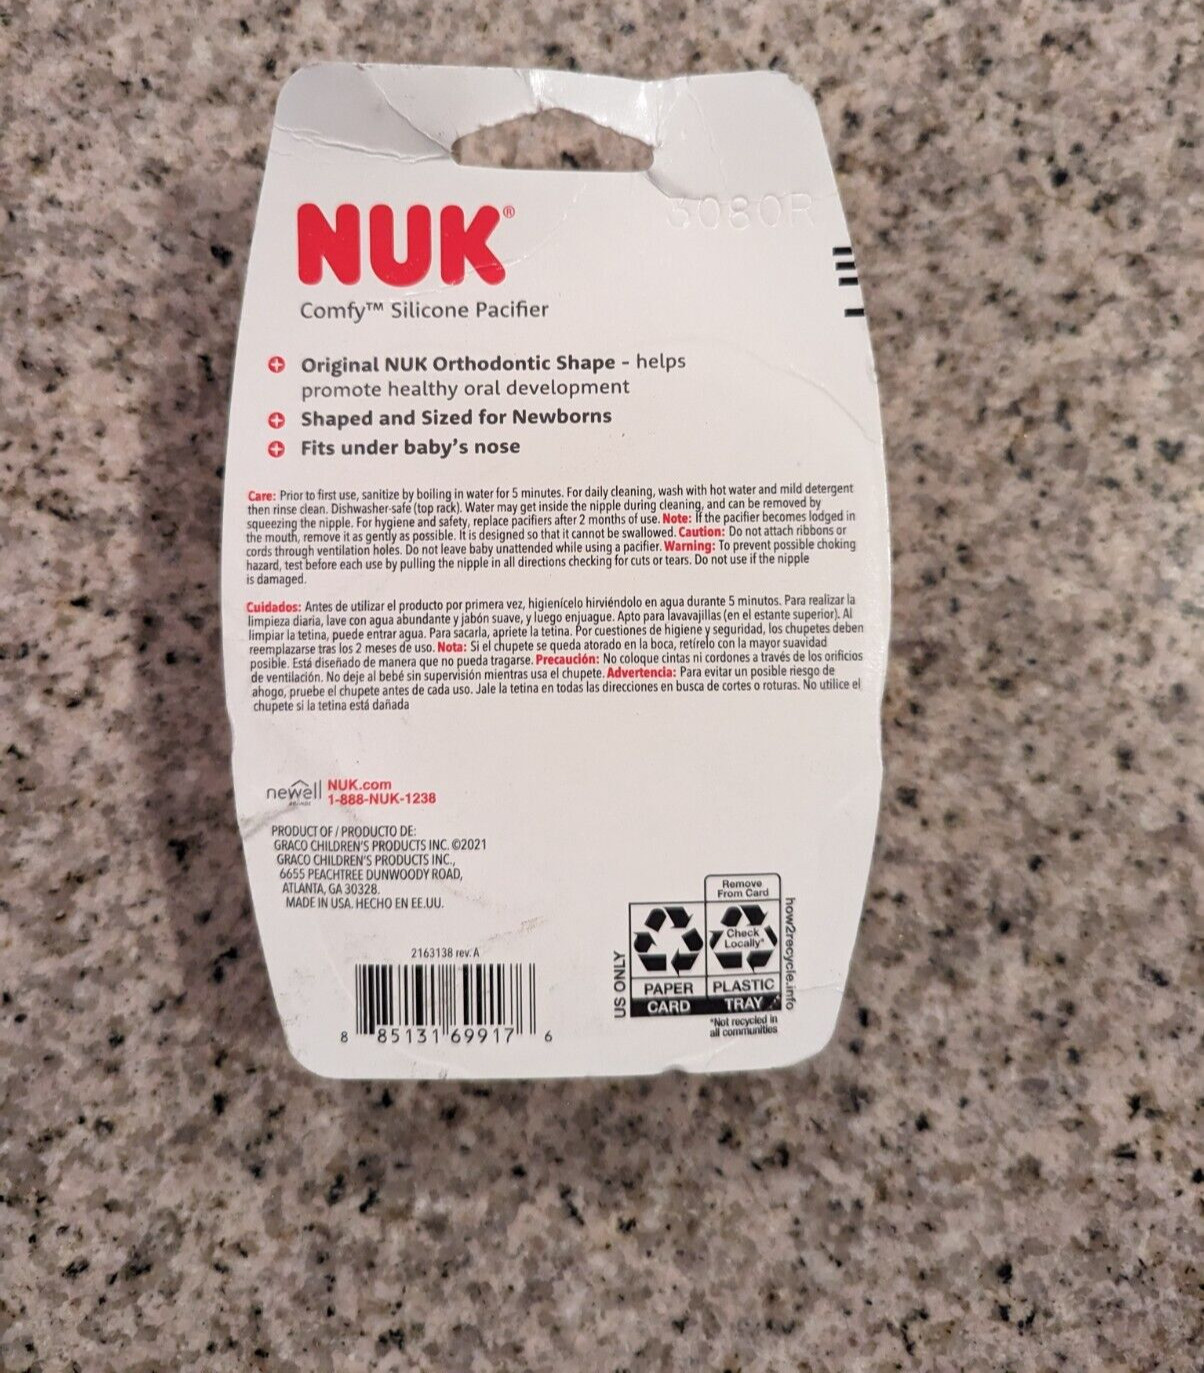 NUK®
3080R
Comfy™ Silicone Pacifier
Original NUK Orthodontic Shape – helps
promote healthy oral development
Shaped and Sized for Newborns
Fits under baby's nose
Care: Prior to first use, sanitize by boiling in water for 5 minutes. For daily cleaning, wash with hot water and mild detergent
then rinse clean. Dishwasher-safe (top rack). Water may get inside the nipple during cleaning, and can be removed by
squeezing the nipple. For hygiene and safety, replace pacifiers after 2 months of use. Note: If the pacifier becomes lodged in
the mouth, remove it as gently as possible. It is designed so that it cannot be swallowed. Caution: Do not attach ribbons or
cords through ventilation holes. Do not leave baby unattended while using a pacifier. Warning: To prevent possible choking
hazard, test before each use by pulling the nipple in all directions checking for cuts or tears. Do not use if the nipple
is damaged.
Cuidados: Antes de utilizar el producto por primera vez, higienícelo hirviéndolo en agua durante 5 minutos. Para realizar la
limpieza diaria, lave con agua abundante y jabón suave, y luego enjuague. Apto para lavavajillas (en el estante superior). Al
limpiar la tetina, puede entrar agua. Para sacarla, apriete la tetina. Por cuestiones de higiene y seguridad, los chupetes deben
reemplazarse tras los 2 meses de uso. Nota: Si el chupete se queda atorado en la boca, retírelo con la mayor suavidad
posible. Está diseñado de manera que no pueda tragarse. Precaución: No coloque cintas ni cordones a través de los orificios
de ventilación. No deje al bebé sin supervisión mientras usa el chupete. Advertencia: Para evitar un posible riesgo de
ahogo, pruebe el chupete antes de cada uso. Jale la tetina en todas las direcciones en busca de cortes o roturas. No utilice el
chupete si la tetina está dañada
newell
NUK.com
1-888-NUK-1238
PRODUCT OF / PRODUCTO DE:
GRACO CHILDREN'S PRODUCTS INC. ©2021
GRACO CHILDREN'S PRODUCTS INC.,
6655 PEACHTREE DUNWOODY ROAD,
ATLANTA, GA 30328.
MADE IN USA. HECHO EN EE.UU.
2163138 rev. A
8 85131 69917 6
US ONLY
PAPER
CARD
Remove
From Card
Check
Locally*
PLASTIC
TRAY
*Not recycled in
all communities
how2recycle.info